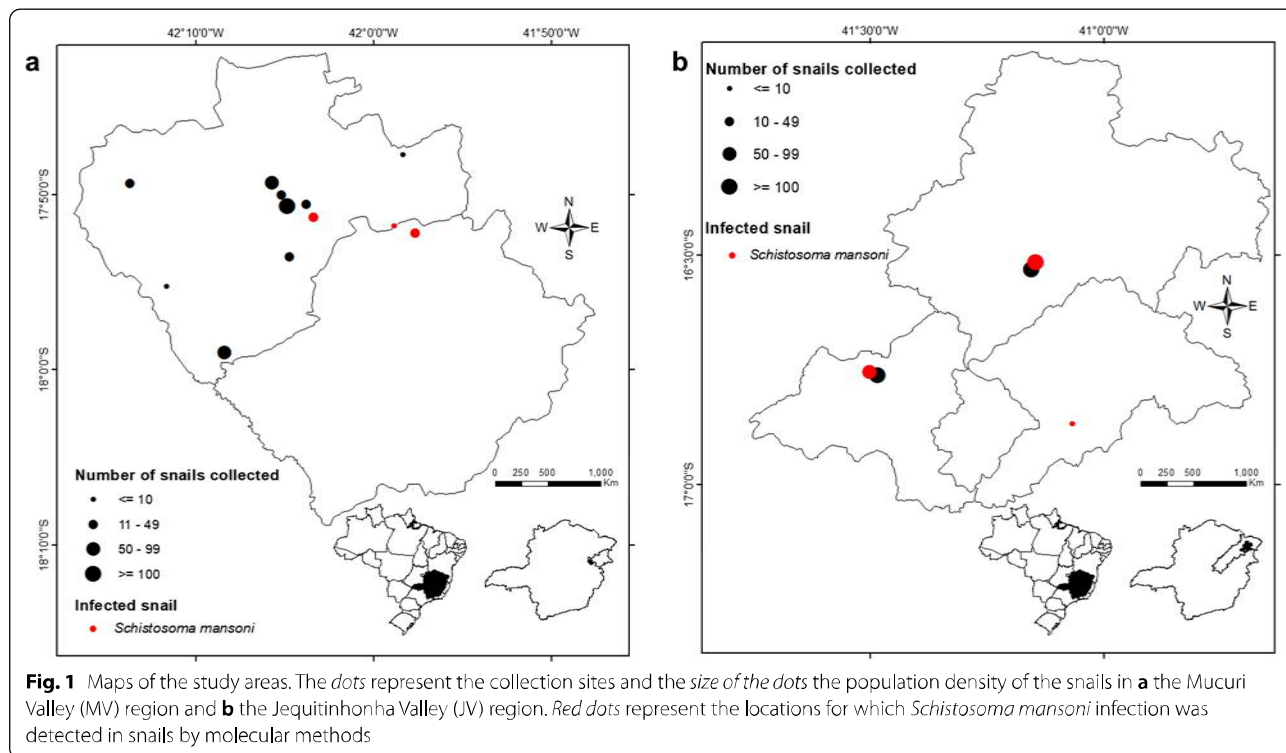 42°10'0"W 42°0'0"W 41°50'0"W
a
17°50'0"S
18°0'0"S
18°10'0"S
N
W E
S
Number of snails collected
<= 10
11 - 49
50 - 99
>= 100
Infected snail
Schistosoma mansoni
0 250 500 1,000
Km
41°30'0"W 41°0'0"W
b
Number of snails collected
<= 10
10 - 49
50 - 99
>= 100
Infected snail
Schistosoma mansoni
16°30'0"S
17°0'0"S
N
W E
S
0 250 500 1,000
Km
Fig. 1 Maps of the study areas. The dots represent the collection sites and the size of the dots the population density of the snails in a the Mucuri
Valley (MV) region and b the Jequitinhonha Valley (JV) region. Red dots represent the locations for which Schistosoma mansoni infection was
detected in snails by molecular methods